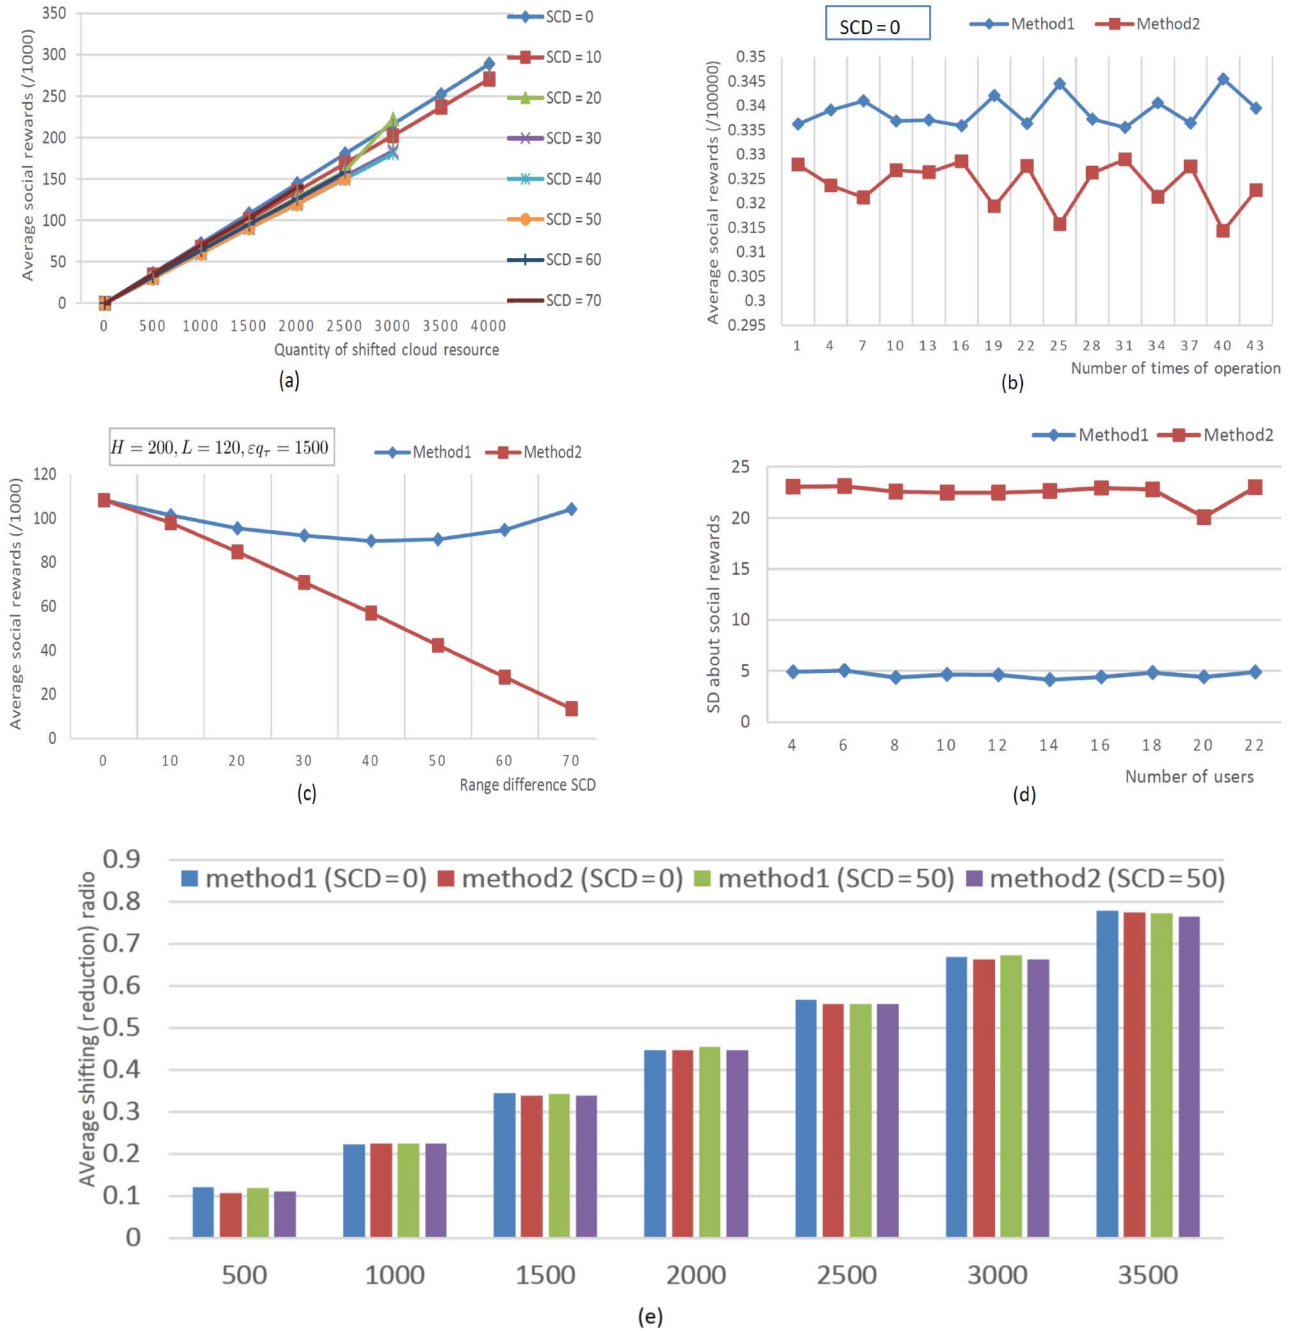 Average social rewards (/1000)
350
300
250
200
150
100
50
0
0 500 1000 1500 2000 2500 3000 3500 4000
Quantity of shifted cloud resource
SCD = 0
SCD = 10
SCD = 20
SCD = 30
SCD = 40
SCD = 50
SCD = 60
SCD = 70
(a)
SCD = 0
Method1 Method2
Average social rewards (/100000)
0.35
0.345
0.34
0.335
0.33
0.325
0.32
0.315
0.31
0.305
0.3
0.295
1 4 7 10 13 16 19 22 25 28 31 34 37 40 43
Number of times of operation
(b)
H = 200, L = 120, εqτ = 1500
Method1 Method2
Average social rewards (/1000)
120
100
80
60
40
20
0
0 10 20 30 40 50 60 70
Range difference SCD
(c)
Method1 Method2
SD about social rewards
25
20
15
10
5
0
4 6 8 10 12 14 16 18 20 22
Number of users
(d)
method1 (SCD=0) method2 (SCD=0) method1 (SCD=50) method2 (SCD=50)
AVerage shifting( reduction) radio
0.9
0.8
0.7
0.6
0.5
0.4
0.3
0.2
0.1
0
500 1000 1500 2000 2500 3000 3500
(e)